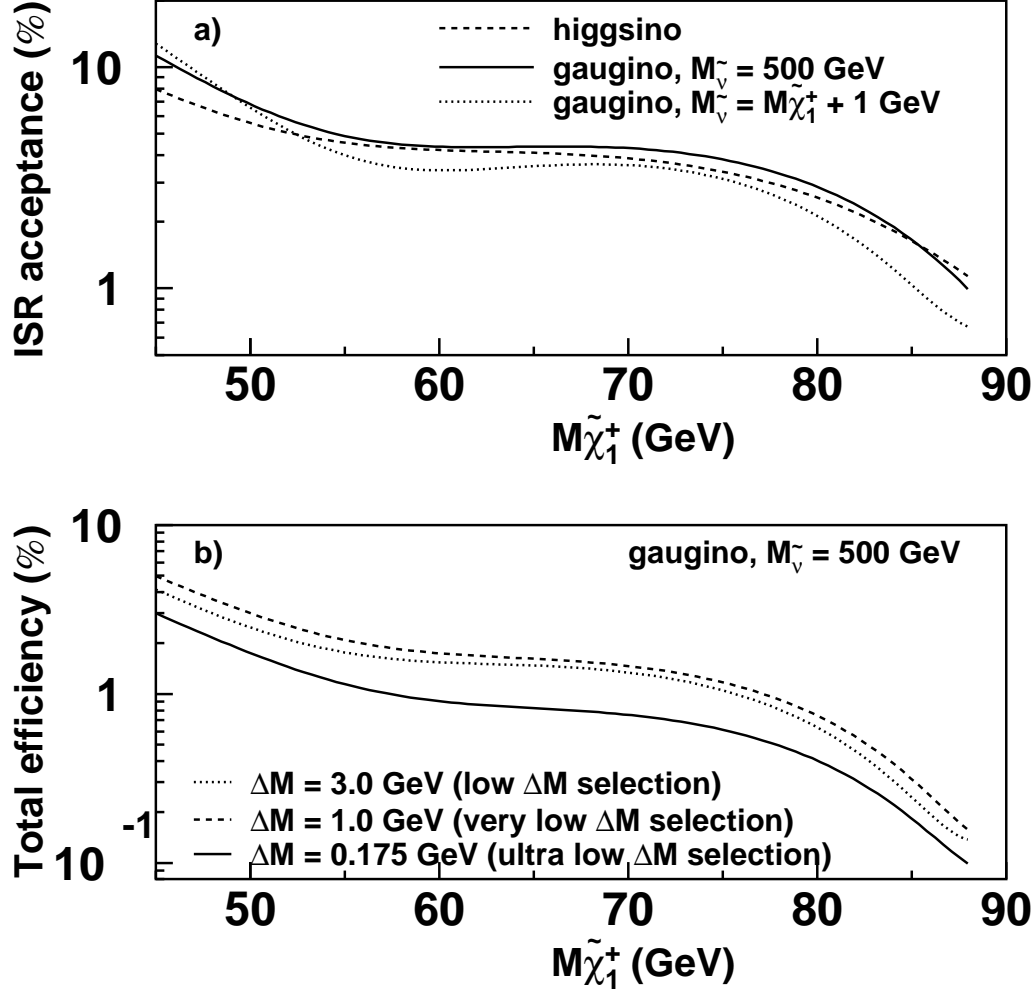 ISR acceptance (%)
a)
higgsino
gaugino, M_ν̃ = 500 GeV
gaugino, M_ν̃ = Mχ̃₁⁺ + 1 GeV
10
1
50 60 70 80 90
Mχ̃₁⁺ (GeV)
Total efficiency (%)
b)
gaugino, M_ν̃ = 500 GeV
10
1
10⁻¹
ΔM = 3.0 GeV (low ΔM selection)
ΔM = 1.0 GeV (very low ΔM selection)
ΔM = 0.175 GeV (ultra low ΔM selection)
50 60 70 80 90
Mχ̃₁⁺ (GeV)